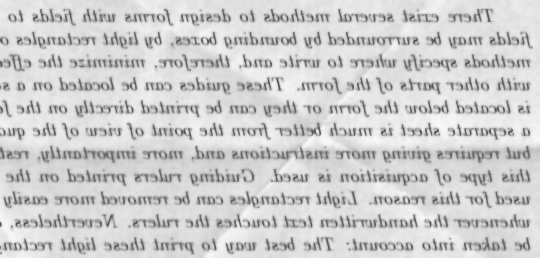 There exist several methods to design forms with fields to
fields may be surrounded by bounding boxes, by light rectangles o
methods specify where to write and, therefore, minimize the effe
with other parts of the form. These guides can be located on a s
is located below the form or they can be printed directly on the fo
a separate sheet is much better from the point of view of the qua
but requires giving more instructions and, more importantly, rest
this type of acquisition is used. Guiding rulers printed on the
used for this reason. Light rectangles can be removed more easily
whenever the handwritten text touches the rulers. Nevertheless,
be taken into account: The best way to print these light rectang